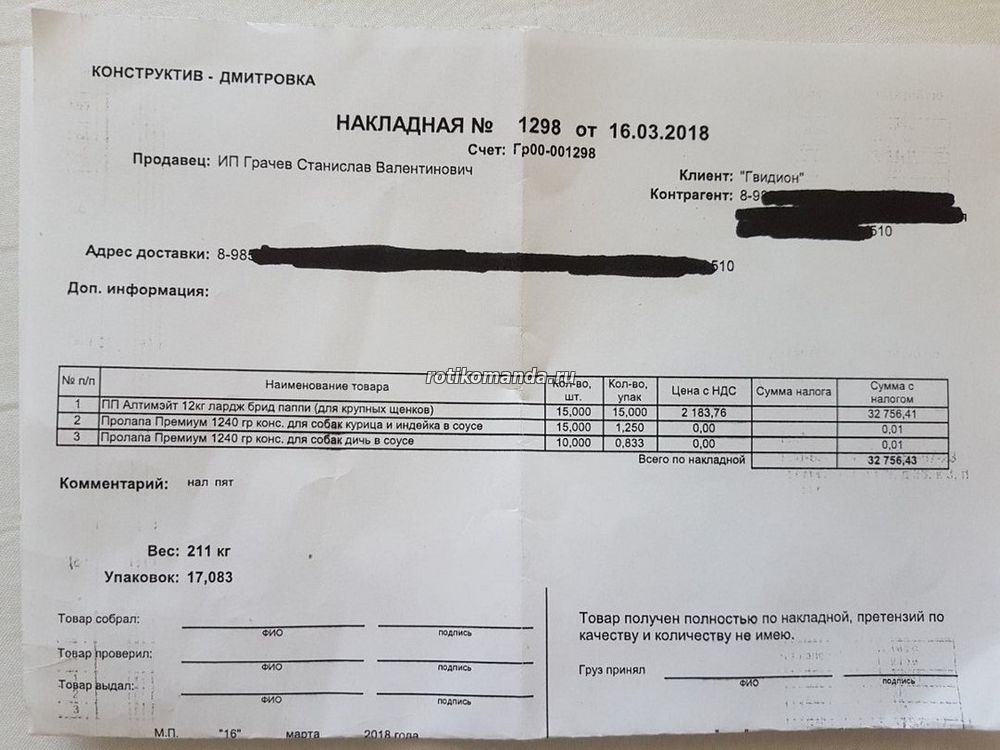 КОНСТРУКТИВ - ДМИТРОВКА
НАКЛАДНАЯ № 1298 от 16.03.2018
Счет: Гр00-001298
Продавец: ИП Грачев Станислав Валентинович
Клиент: "Гвидион"
Контрагент: 8-9
510
Адрес доставки: 8-985 510
Доп. информация:
rotikomanda.ru
№ п/п Наименование товара Кол-во, шт. Кол-во, упак Цена с НДС Сумма налога Сумма с налогом
1 ПП Алтимэйт 12кг лардж брид паппи (для крупных щенков) 15,000 15,000 2 183,76 32 756,41
2 Пролапа Премиум 1240 гр конс. для собак курица и индейка в соусе 15,000 1,250 0,00 0,01
3 Пролапа Премиум 1240 гр конс. для собак дичь в соусе 10,000 0,833 0,00 0,01
Всего по накладной 32 756,43
Комментарий: нал пят
Вес: 211 кг
Упаковок: 17,083
Товар собрал:
ФИО подпись
Товар проверил:
ФИО подпись
Товар выдал:
ФИО подпись
М.П. "16" марта 2018 года
Товар получен полностью по накладной, претензий по
качеству и количеству не имею.
Груз принял
ФИО подпись